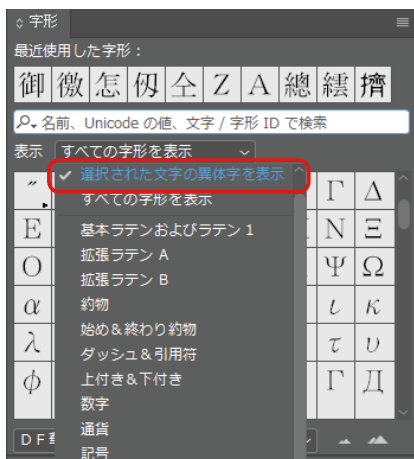 字形
最近使用した字形：
御 微 怎 仭 仝 Z A 總 繧 擠
名前、Unicode の値、文字 / 字形 ID で検索
表示 すべての字形を表示
選択された文字の異体字を表示
すべての字形を表示
基本ラテンおよびラテン 1
拡張ラテン A
拡張ラテン B
約物
始め＆終わり約物
ダッシュ＆引用符
上付き＆下付き
数字
通貨
記号
″ Γ Δ
Ε Ν Ξ
Ο Ψ Ω
α ι κ
λ τ υ
φ Г Д